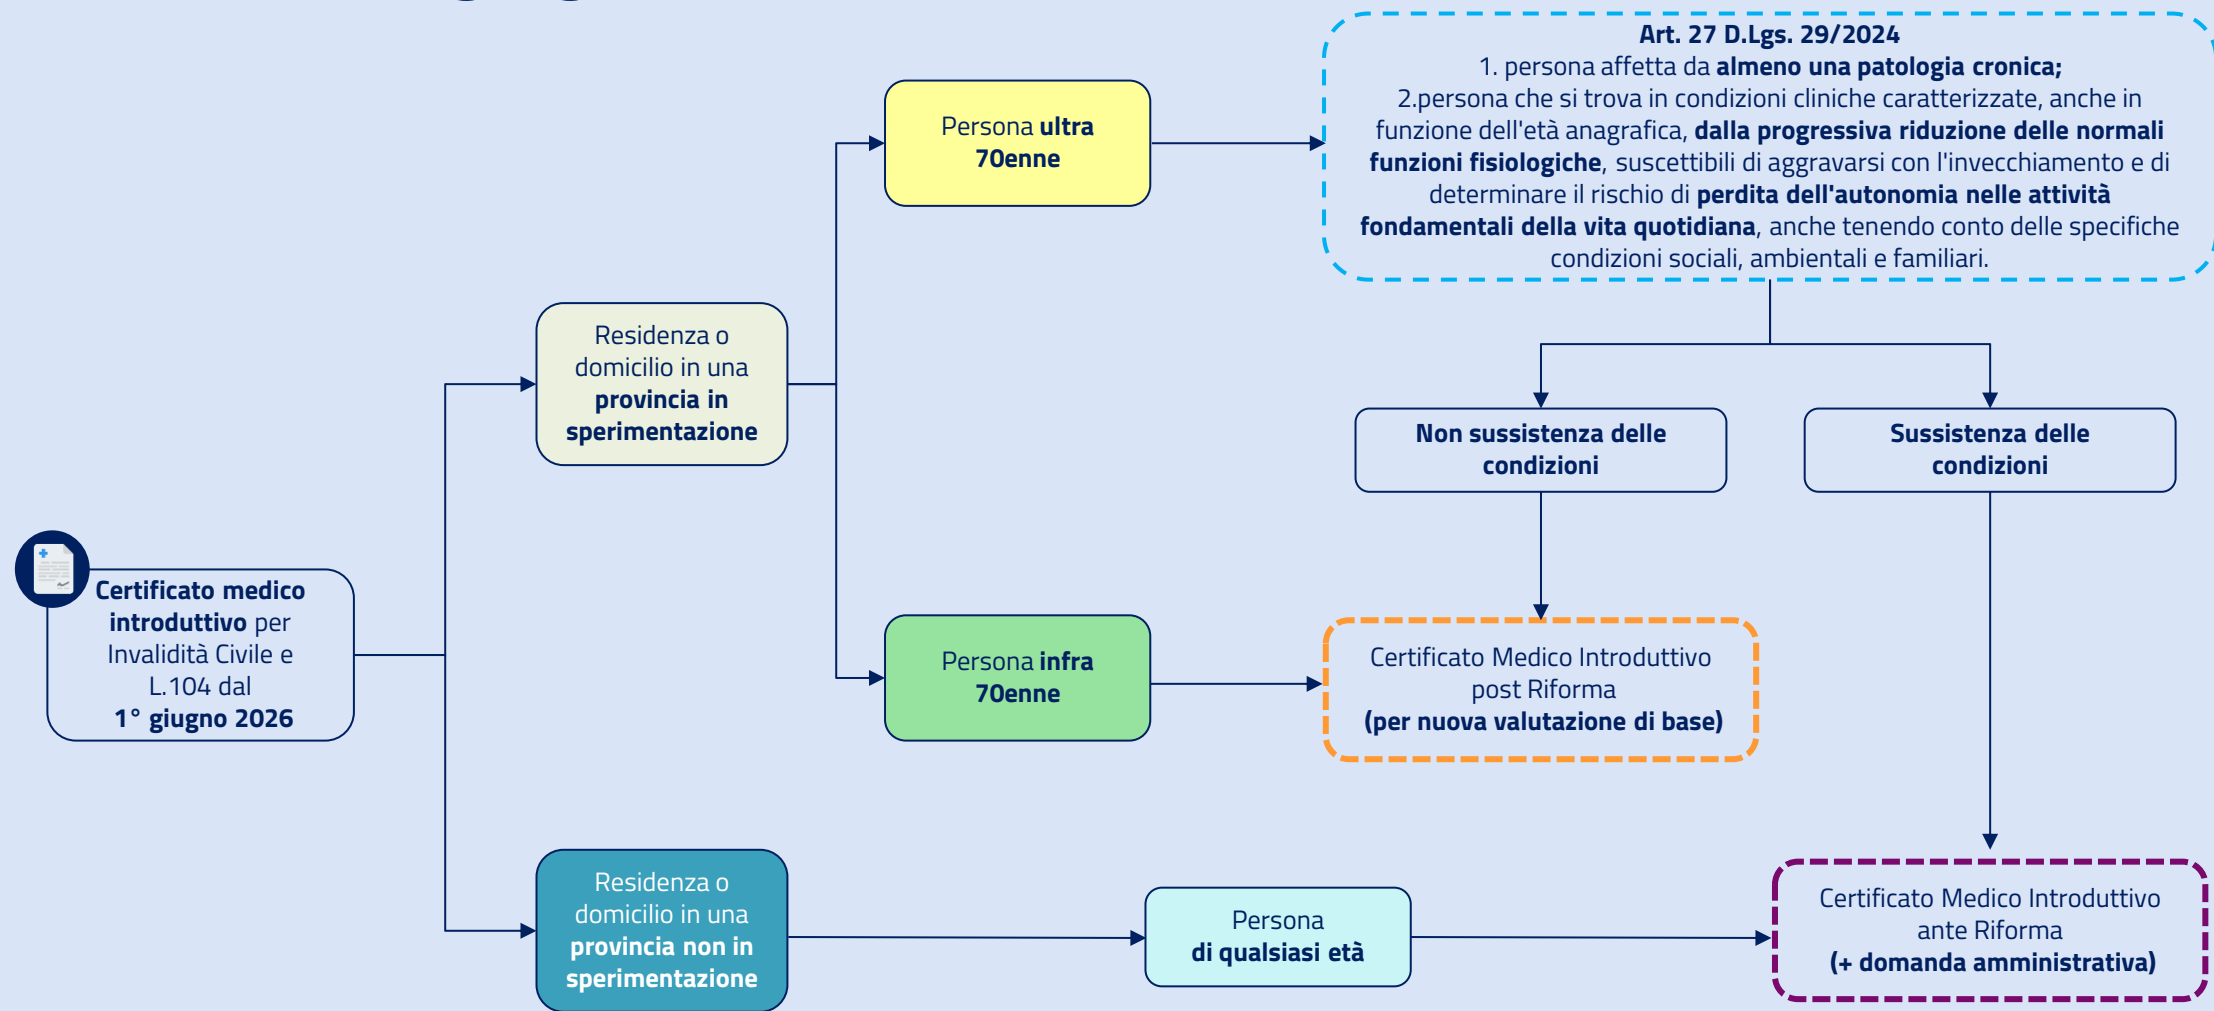 Art. 27 D.Lgs. 29/2024
1. persona affetta da almeno una patologia cronica;
2.persona che si trova in condizioni cliniche caratterizzate, anche in
funzione dell'età anagrafica, dalla progressiva riduzione delle normali
funzioni fisiologiche, suscettibili di aggravarsi con l'invecchiamento e di
determinare il rischio di perdita dell'autonomia nelle attività
fondamentali della vita quotidiana, anche tenendo conto delle specifiche
condizioni sociali, ambientali e familiari.
Persona ultra
70enne
Residenza o
domicilio in una
provincia in
sperimentazione
Non sussistenza delle
condizioni
Sussistenza delle
condizioni
Certificato medico
introduttivo per
Invalidità Civile e
L.104 dal
1° giugno 2026
Persona infra
70enne
Certificato Medico Introduttivo
post Riforma
(per nuova valutazione di base)
Residenza o
domicilio in una
provincia non in
sperimentazione
Persona
di qualsiasi età
Certificato Medico Introduttivo
ante Riforma
(+ domanda amministrativa)